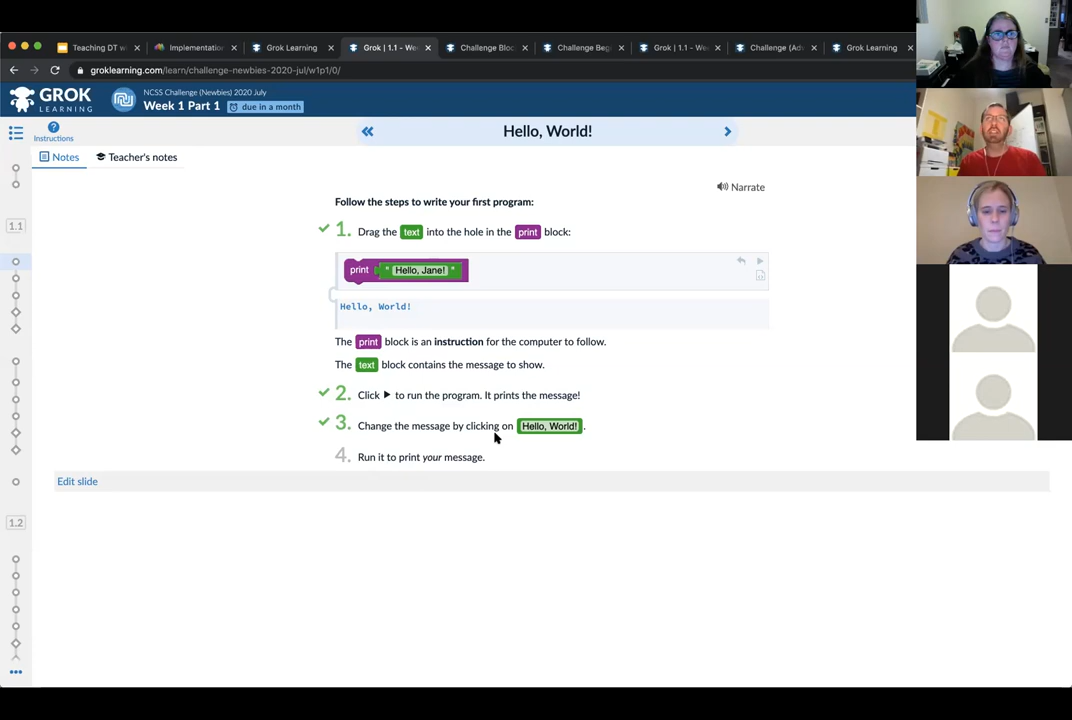 Teaching DT w
Implementation
Grok Learning
Grok | 1.1 - We
Challenge Bloc
Challenge Begi
Grok | 1.1 - We
Challenge (Adv
Grok Learning
groklearning.com/learn/challenge-newbies-2020-jul/w1p1/0/
GROK
LEARNING
NCSS Challenge (Newbies) 2020 July
Week 1 Part 1
due in a month
Instructions
Hello, World!
Notes
Teacher's notes
Narrate
Follow the steps to write your first program:
1. Drag the text into the hole in the print block:
print " Hello, Jane! "
Hello, World!
The print block is an instruction for the computer to follow.
The text block contains the message to show.
2. Click ▶ to run the program. It prints the message!
3. Change the message by clicking on Hello, World! .
4. Run it to print your message.
Edit slide
1.1
1.2